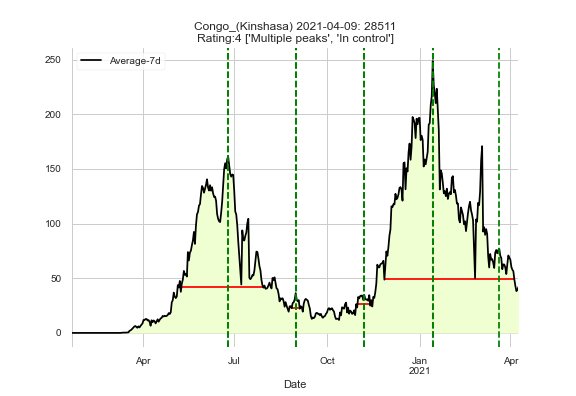 Congo_(Kinshasa) 2021-04-09: 28511
Rating:4 ['Multiple peaks', 'In control']
Average-7d
250
200
150
100
50
0
Apr
Jul
Oct
Jan
2021
Apr
Date